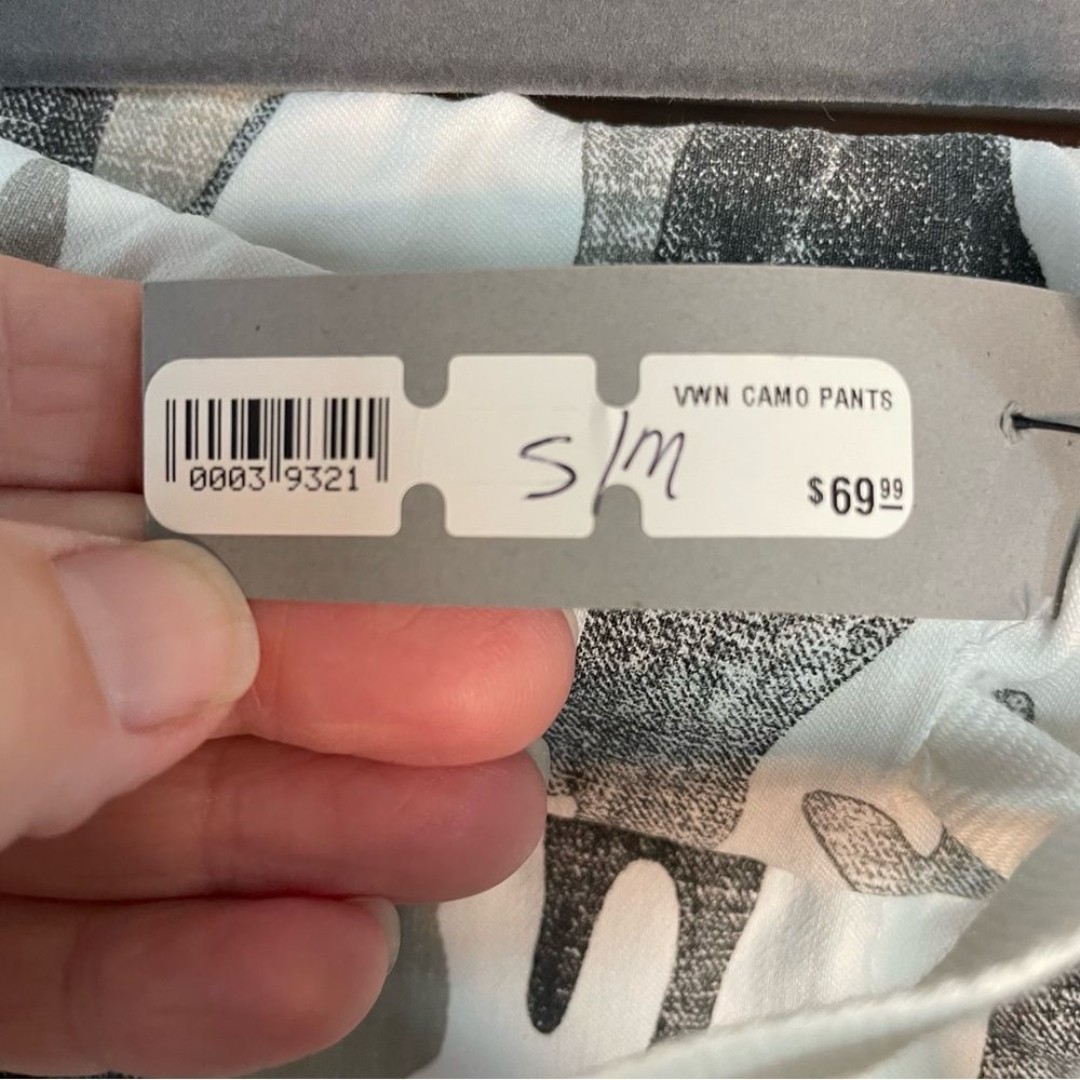 VWN CAMO PANTS
S/M
0003 9321
$69.99